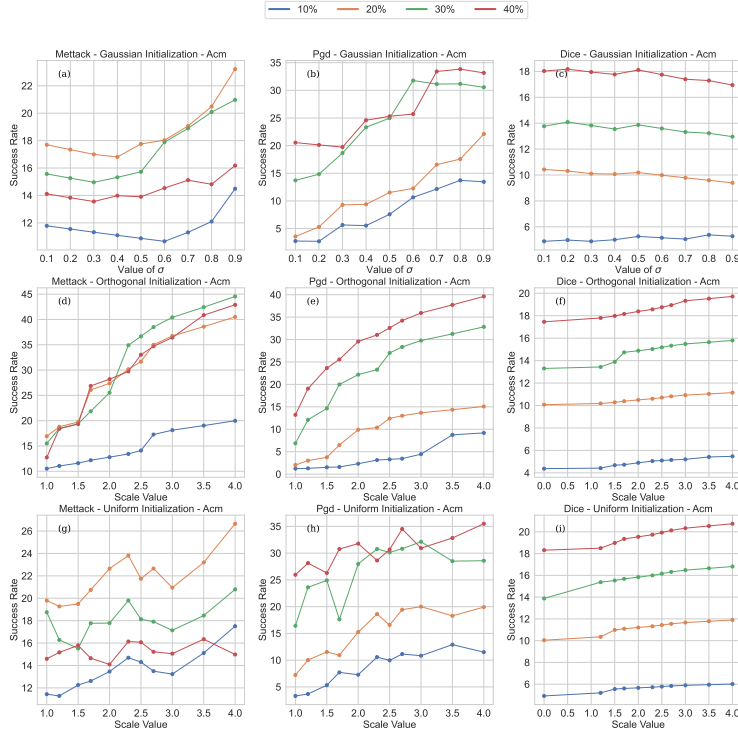 10% 20% 30% 40%
Mettack - Gaussian Initialization - Acm
(a)
Success Rate
22
20
18
16
14
12
0.1 0.2 0.3 0.4 0.5 0.6 0.7 0.8 0.9
Value of σ
Pgd - Gaussian Initialization - Acm
(b)
Success Rate
35
30
25
20
15
10
5
0.1 0.2 0.3 0.4 0.5 0.6 0.7 0.8 0.9
Value of σ
Dice - Gaussian Initialization - Acm
(c)
Success Rate
18
16
14
12
10
8
6
0.1 0.2 0.3 0.4 0.5 0.6 0.7 0.8 0.9
Value of σ
Mettack - Orthogonal Initialization - Acm
(d)
Success Rate
45
40
35
30
25
20
15
10
1.0 1.5 2.0 2.5 3.0 3.5 4.0
Scale Value
Pgd - Orthogonal Initialization - Acm
(e)
Success Rate
40
35
30
25
20
15
10
5
0
1.0 1.5 2.0 2.5 3.0 3.5 4.0
Scale Value
Dice - Orthogonal Initialization - Acm
(f)
Success Rate
20
18
16
14
12
10
8
6
4
0.0 0.5 1.0 1.5 2.0 2.5 3.0 3.5 4.0
Scale Value
Mettack - Uniform Initialization - Acm
(g)
Success Rate
26
24
22
20
18
16
14
12
1.0 1.5 2.0 2.5 3.0 3.5 4.0
Scale Value
Pgd - Uniform Initialization - Acm
(h)
Success Rate
35
30
25
20
15
10
5
1.0 1.5 2.0 2.5 3.0 3.5 4.0
Scale Value
Dice - Uniform Initialization - Acm
(i)
Success Rate
20
18
16
14
12
10
8
6
4
0.0 0.5 1.0 1.5 2.0 2.5 3.0 3.5 4.0
Scale Value